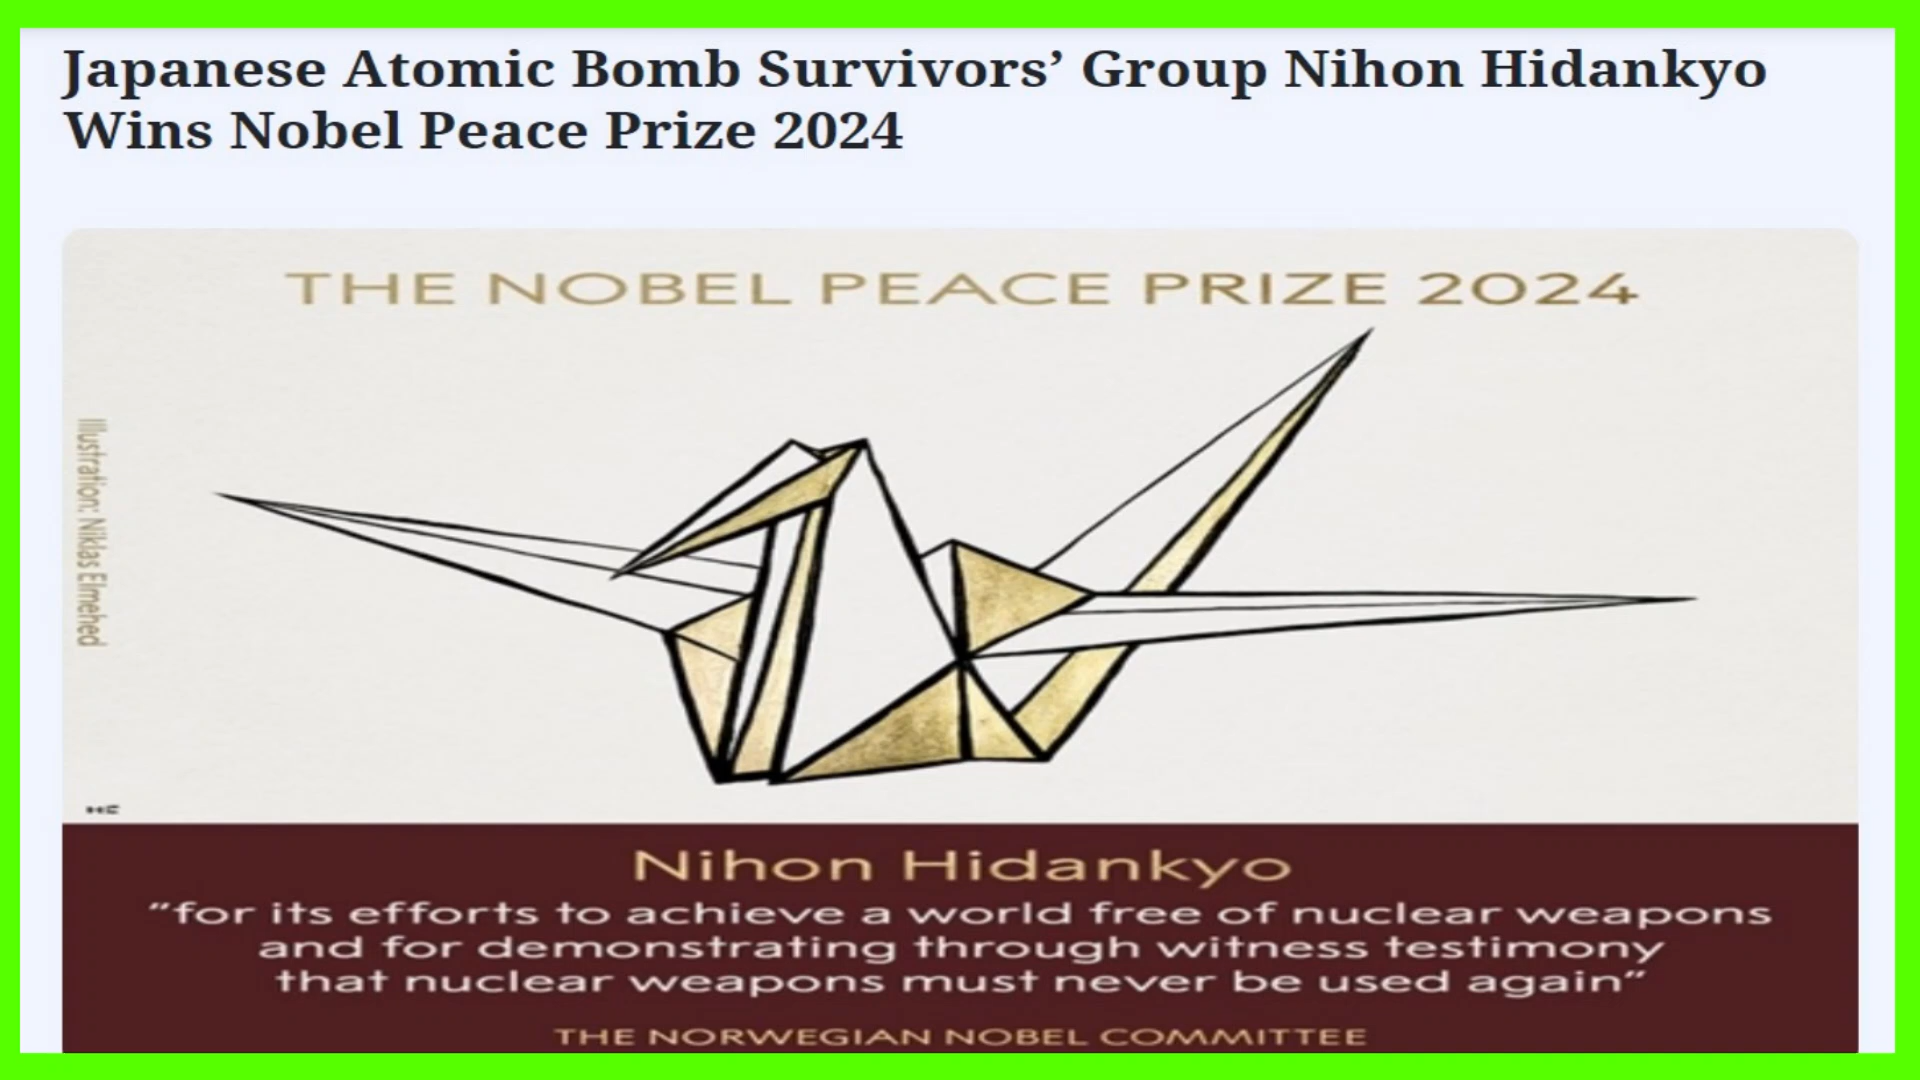 Japanese Atomic Bomb Survivors’ Group Nihon Hidankyo
Wins Nobel Peace Prize 2024
THE NOBEL PEACE PRIZE 2024
Illustration: Niklas Elmehed
Nihon Hidankyo
“for its efforts to achieve a world free of nuclear weapons
and for demonstrating through witness testimony
that nuclear weapons must never be used again”
THE NORWEGIAN NOBEL COMMITTEE